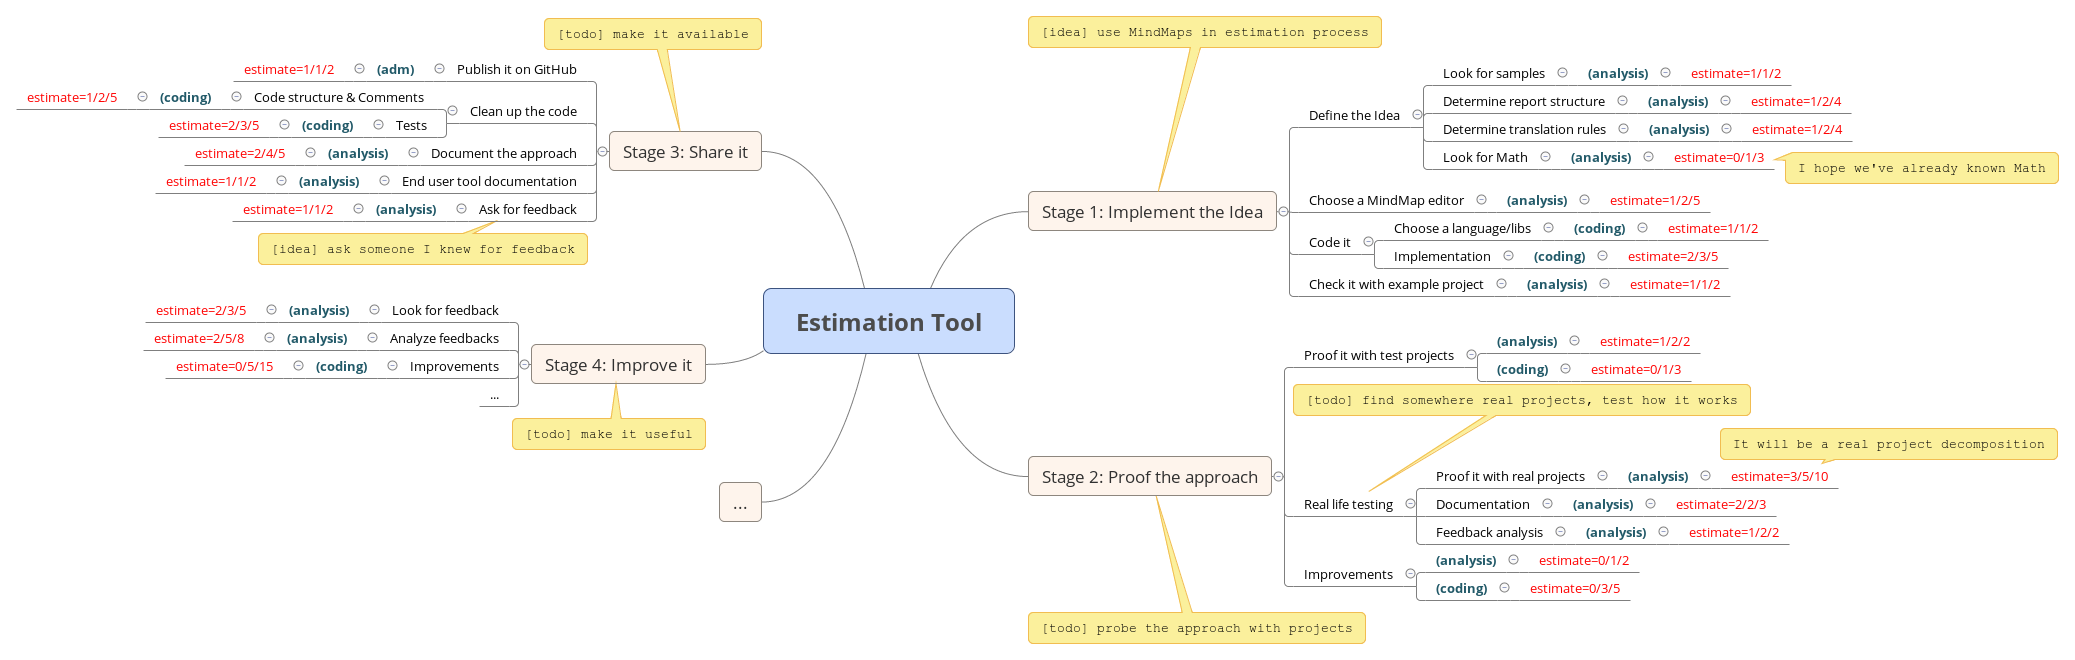 Estimation Tool
[idea] use MindMaps in estimation process
Stage 1: Implement the Idea
Define the Idea
Look for samples (analysis) estimate=1/1/2
Determine report structure (analysis) estimate=1/2/4
Determine translation rules (analysis) estimate=1/2/4
Look for Math (analysis) estimate=0/1/3
I hope we've already known Math
Choose a MindMap editor (analysis) estimate=1/2/5
Code it
Choose a language/libs (coding) estimate=1/1/2
Implementation (coding) estimate=2/3/5
Check it with example project (analysis) estimate=1/1/2
Stage 2: Proof the approach
Proof it with test projects
(analysis) estimate=1/2/2
(coding) estimate=0/1/3
[todo] find somewhere real projects, test how it works
It will be a real project decomposition
Real life testing
Proof it with real projects (analysis) estimate=3/5/10
Documentation (analysis) estimate=2/2/3
Feedback analysis (analysis) estimate=1/2/2
Improvements
(analysis) estimate=0/1/2
(coding) estimate=0/3/5
[todo] probe the approach with projects
[todo] make it available
Stage 3: Share it
estimate=1/1/2 (adm) Publish it on GitHub
Clean up the code
estimate=1/2/5 (coding) Code structure & Comments
estimate=2/3/5 (coding) Tests
estimate=2/4/5 (analysis) Document the approach
estimate=1/1/2 (analysis) End user tool documentation
estimate=1/1/2 (analysis) Ask for feedback
[idea] ask someone I knew for feedback
Stage 4: Improve it
estimate=2/3/5 (analysis) Look for feedback
estimate=2/5/8 (analysis) Analyze feedbacks
estimate=0/5/15 (coding) Improvements
...
[todo] make it useful
...